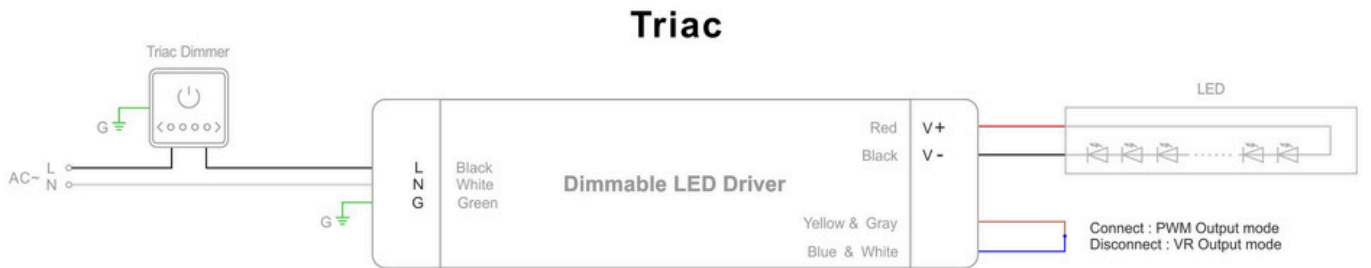 Triac
Triac Dimmer
G
AC~ L
N
L Black
N White
G Green
G
Dimmable LED Driver
Red V+
Black V-
Yellow & Gray
Blue & White
LED
Connect : PWM Output mode
Disconnect : VR Output mode